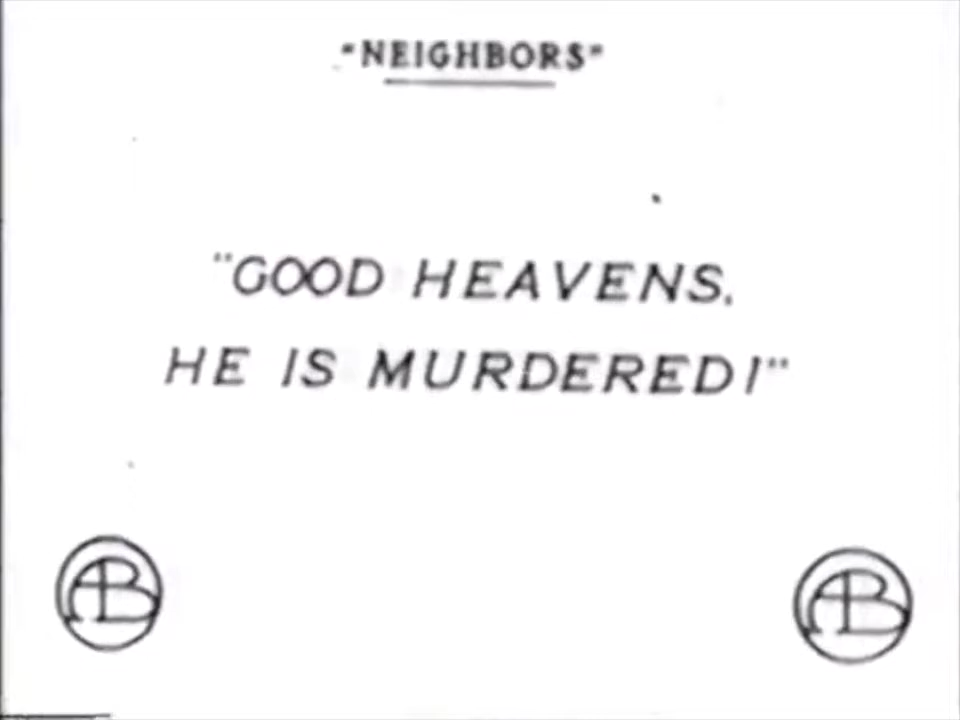 "NEIGHBORS"
"GOOD HEAVENS,
HE IS MURDERED!"
AB AB